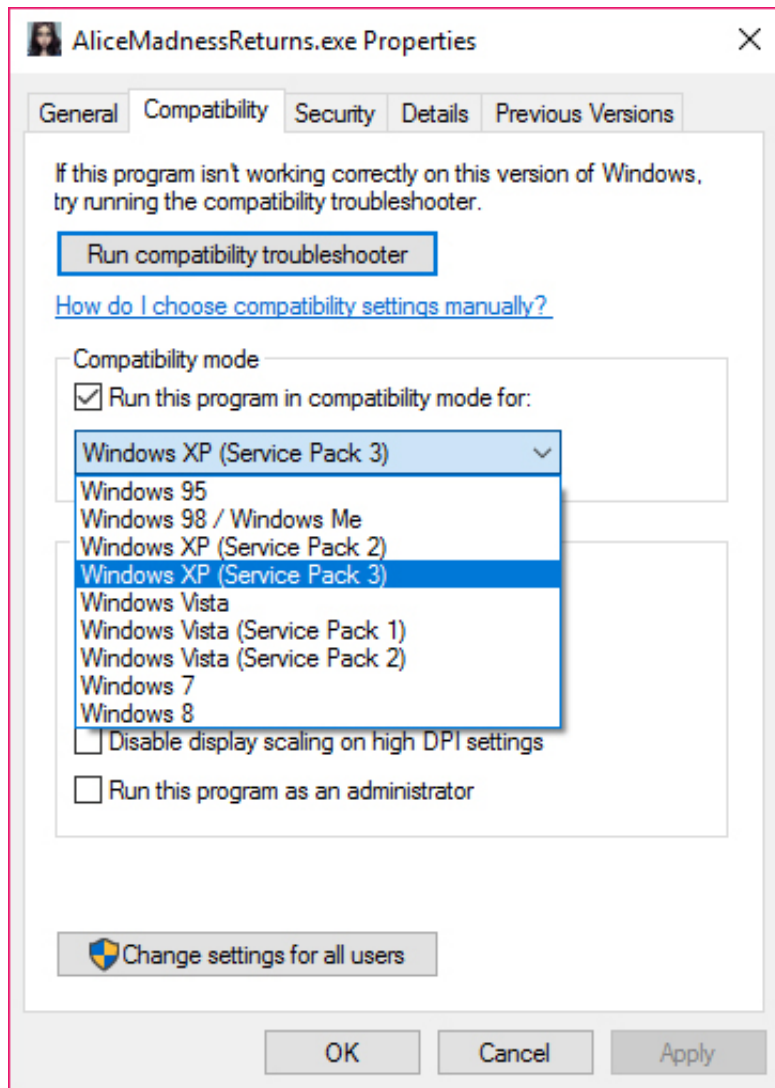 AliceMadnessReturns.exe Properties
General Compatibility Security Details Previous Versions
If this program isn't working correctly on this version of Windows,
try running the compatibility troubleshooter.
Run compatibility troubleshooter
How do I choose compatibility settings manually?
Compatibility mode
Run this program in compatibility mode for:
Windows XP (Service Pack 3)
Windows 95
Windows 98 / Windows Me
Windows XP (Service Pack 2)
Windows XP (Service Pack 3)
Windows Vista
Windows Vista (Service Pack 1)
Windows Vista (Service Pack 2)
Windows 7
Windows 8
Disable display scaling on high DPI settings
Run this program as an administrator
Change settings for all users
OK Cancel Apply